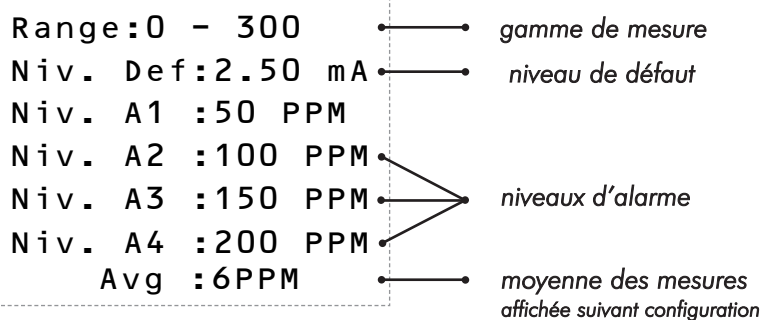 Range:0 - 300 gamme de mesure
Niv. Def:2.50 mA niveau de défaut
Niv. A1 :50 PPM
Niv. A2 :100 PPM
Niv. A3 :150 PPM niveaux d'alarme
Niv. A4 :200 PPM
Avg :6PPM moyenne des mesures
affichée suivant configuration